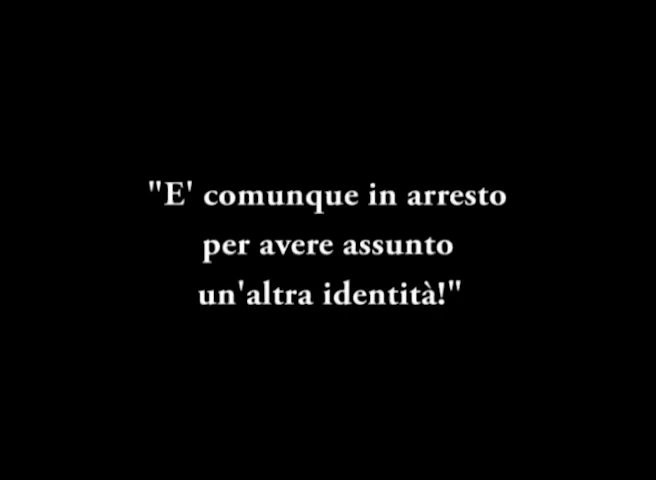 "E' comunque in arresto
per avere assunto
un'altra identità!"